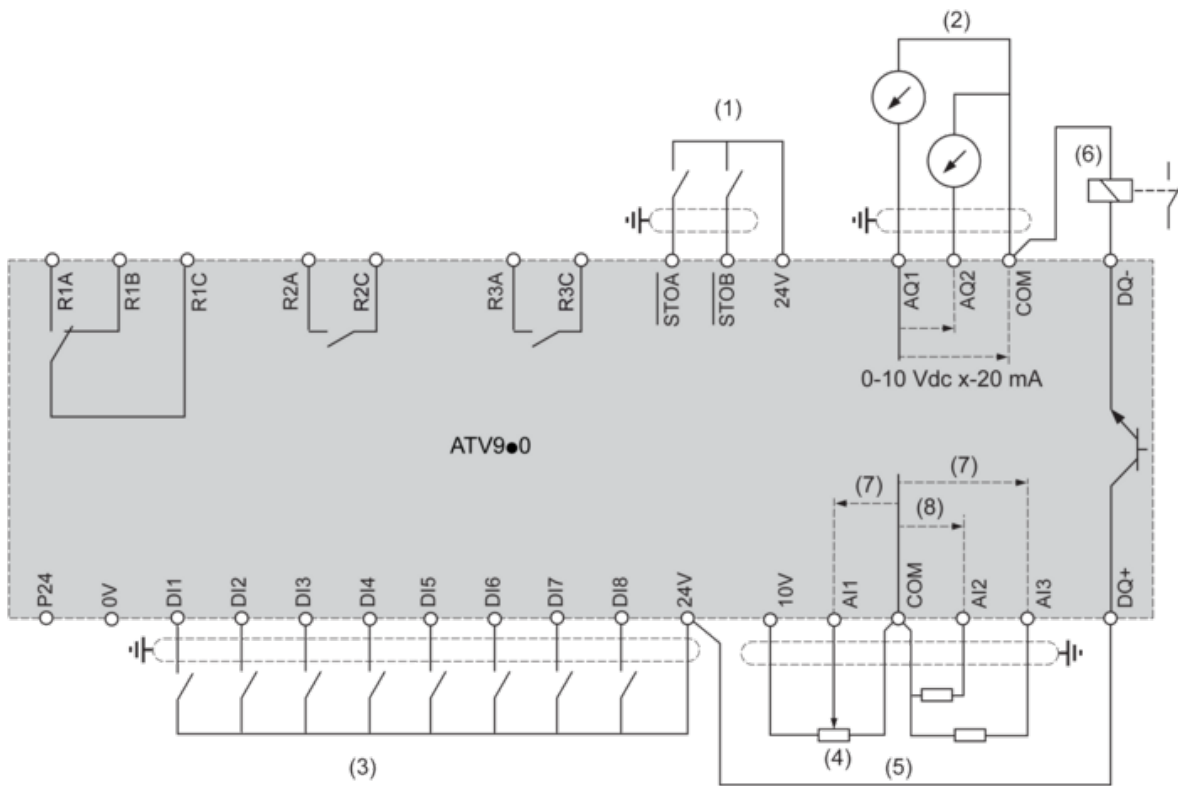 (2)
(1)
(6)
R1A
R1B
R1C
R2A
R2C
R3A
R3C
STOA
STOB
24V
AQ1
AQ2
COM
DQ-
0-10 Vdc x-20 mA
ATV9●0
(7)
(7)
(8)
P24
0V
DI1
DI2
DI3
DI4
DI5
DI6
DI7
DI8
24V
10V
AI1
COM
AI2
AI3
DQ+
(3)
(4)
(5)